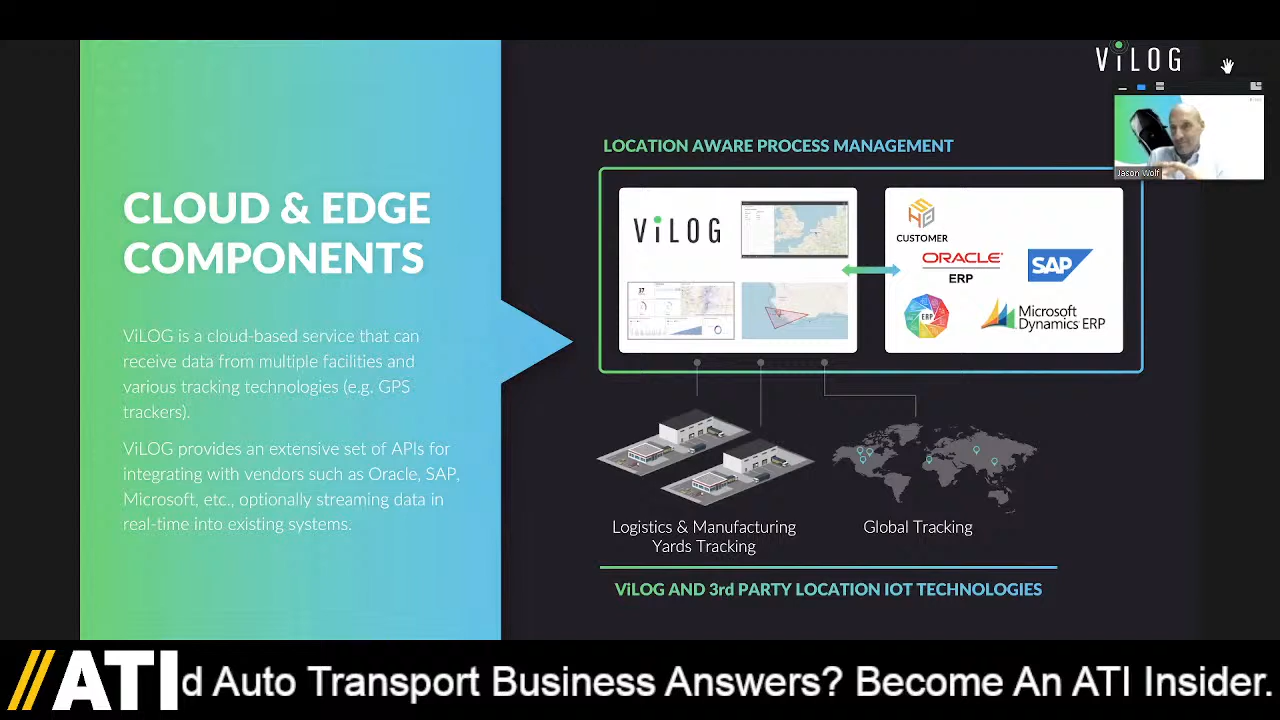 ViLOG
Jason Wolf
CLOUD & EDGE
COMPONENTS
ViLOG is a cloud-based service that can
receive data from multiple facilities and
various tracking technologies (e.g. GPS
trackers).
ViLOG provides an extensive set of APIs for
integrating with vendors such as Oracle, SAP,
Microsoft, etc., optionally streaming data in
real-time into existing systems.
LOCATION AWARE PROCESS MANAGEMENT
ViLOG
37
CUSTOMER
ORACLE
ERP
SAP
ERP
Microsoft
Dynamics ERP
Logistics & Manufacturing
Yards Tracking
Global Tracking
ViLOG AND 3rd PARTY LOCATION IOT TECHNOLOGIES
//ATI
d Auto Transport Business Answers? Become An ATI Insider.